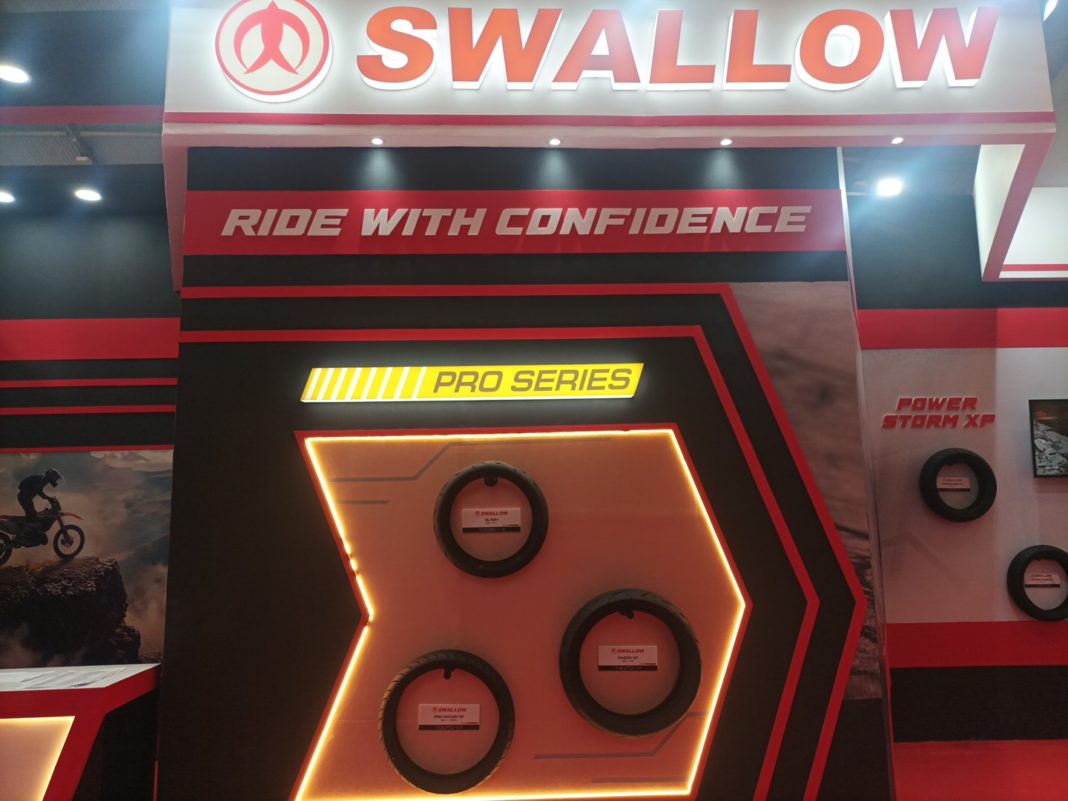 SWALLOW
RIDE WITH CONFIDENCE
PRO SERIES
POWER
STORM XP
SWALLOW
SWALLOW
SWALLOW